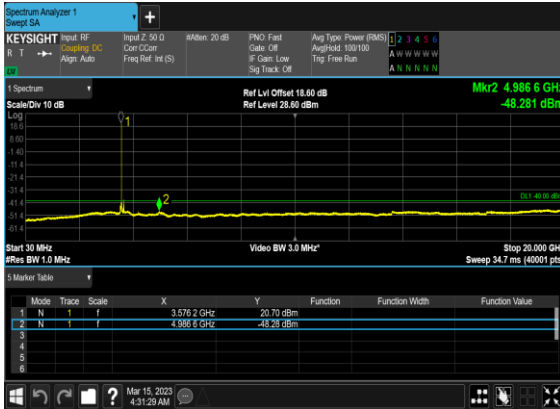 Spectrum Analyzer 1
Swept SA
+
KEYSIGHT Input: RF Input Z: 50 Ω #Atten: 20 dB PNO: Fast Avg Type: Power (RMS) 1 2 3 4 5 6
R T Coupling: DC Corr CCorr Gate: Off Avg|Hold: 100/100 A W W W W W
Align: Auto Freq Ref: Int (S) IF Gain: Low Trig: Free Run
Sig Track: Off A N N N N N
1 Spectrum Ref Lvl Offset 18.60 dB Mkr2 4.986 6 GHz
Scale/Div 10 dB Ref Level 28.60 dBm -48.281 dBm
Log
18.6
8.60
-1.40
-11.4
-21.4
-31.4
-41.4
-51.4
-61.4
1
2
DL1 -40.00 dBm
Start 30 MHz Video BW 3.0 MHz* Stop 20.000 GHz
#Res BW 1.0 MHz Sweep 34.7 ms (40001 pts)
5 Marker Table
Mode Trace Scale X Y Function Function Width Function Value
1 N 1 f 3.576 2 GHz 20.70 dBm
2 N 1 f 4.986 6 GHz -48.28 dBm
3
4
5
6
? Mar 15, 2023
4:31:29 AM